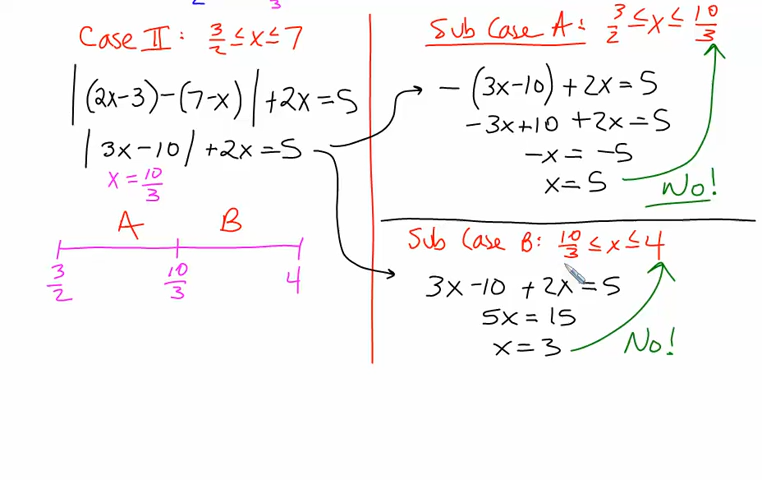 Case II: 3/2 ≤ x ≤ 7
|(2x-3)-(7-x)| +2x=5
|3x-10| +2x=5
x = 10/3
A B
3/2 10/3 4
Sub Case A: 3/2 ≤ x ≤ 10/3
-(3x-10)+2x=5
-3x+10 +2x=5
-x = -5
x=5 No!
Sub Case B: 10/3 ≤ x ≤ 4
3x-10 +2x=5
5x=15
x=3 No!